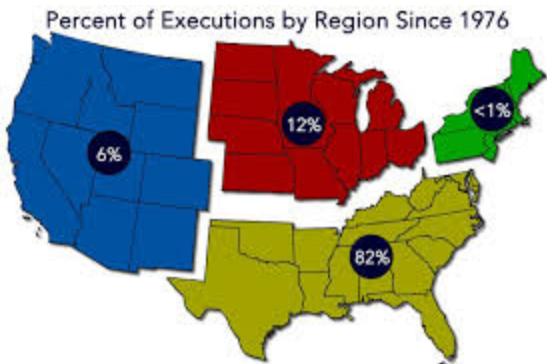 Percent of Executions by Region Since 1976
<1%
12%
6%
82%